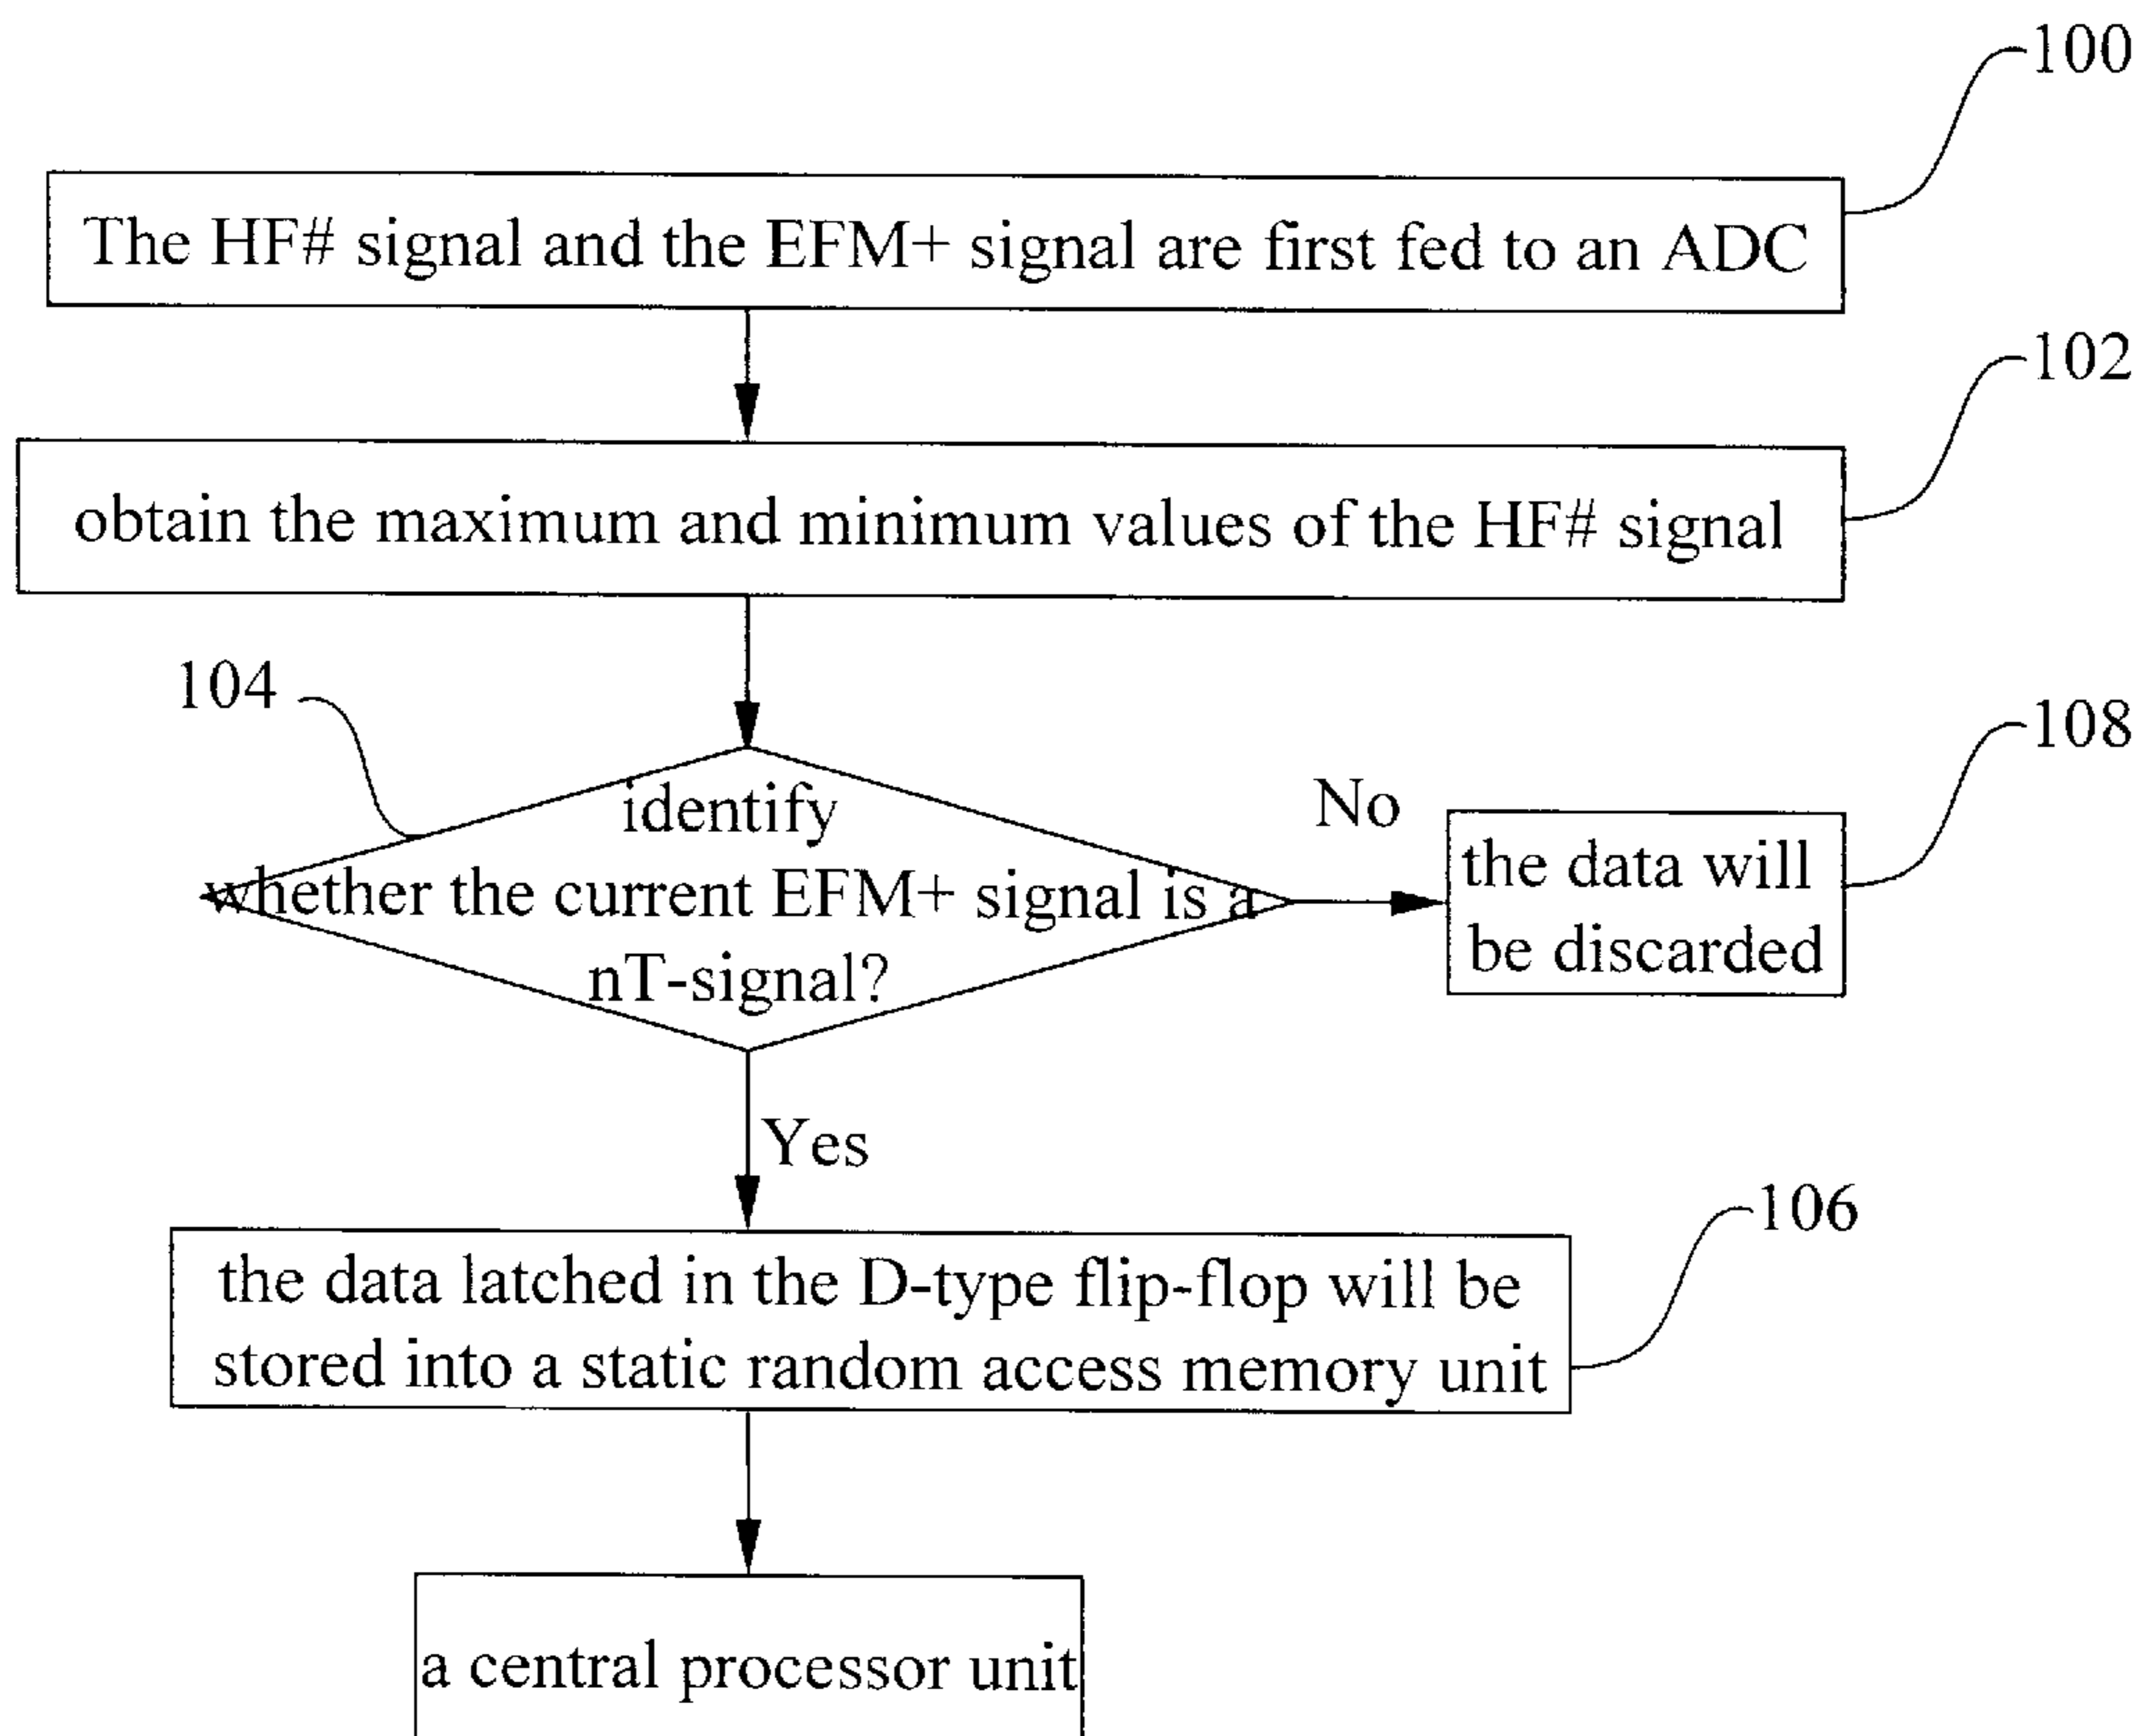 100
The HF# signal and the EFM+ signal are first fed to an ADC
102
obtain the maximum and minimum values of the HF# signal
104
identify
whether the current EFM+ signal is a
nT-signal?
No
108
the data will
be discarded
Yes
106
the data latched in the D-type flip-flop will be
stored into a static random access memory unit
a central processor unit